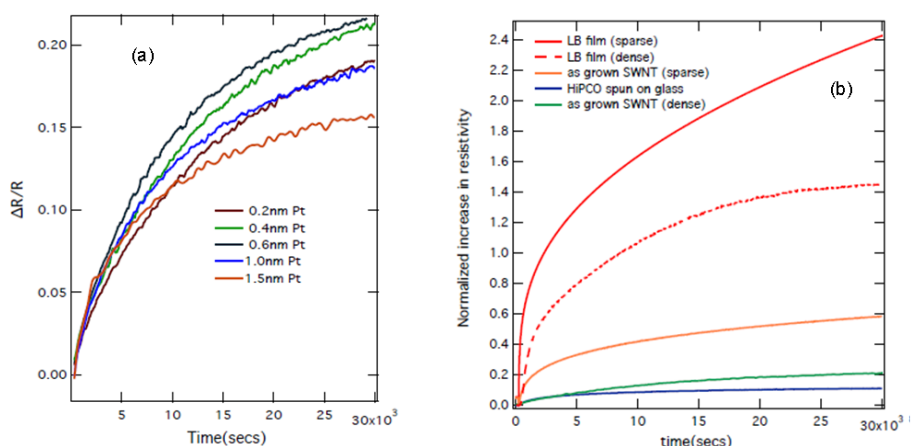 (a)
0.20
0.15
0.10
0.05
0.00
ΔR/R
0.2nm Pt
0.4nm Pt
0.6nm Pt
1.0nm Pt
1.5nm Pt
5 10 15 20 25 30x10³
Time(secs)
(b)
2.4
2.2
2.0
1.8
1.6
1.4
1.2
1.0
0.8
0.6
0.4
0.2
0.0
Normalized increase in resistivity
LB film (sparse)
LB film (dense)
as grown SWNT (sparse)
HiPCO spun on glass
as grown SWNT (dense)
0 5 10 15 20 25 30x10³
time(secs)